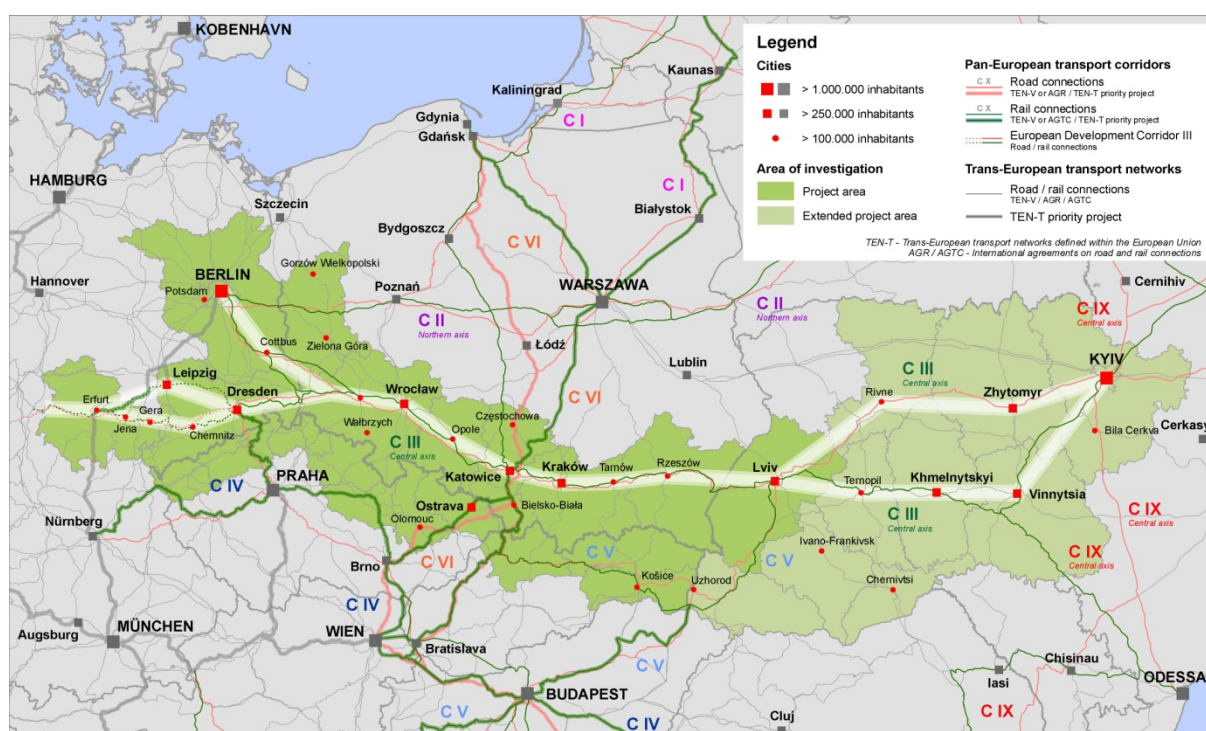 KOBENHAVN
Kaliningrad
Kaunas
Gdynia
Gdańsk
C I
C I
HAMBURG
Szczecin
Białystok
Bydgoszcz
C VI
Hannover
BERLIN
Potsdam
Gorzów Wielkopolski
Poznań
WARSZAWA
C II
Northern axis
C II
Northern axis
Cernihiv
C IX
Central axis
Cottbus
Zielona Góra
Łódź
Lublin
KYIV
Leipzig
Dresden
Wrocław
C VI
C III
Central axis
Zhytomyr
Rivne
Erfurt
Gera
Jena
Chemnitz
Wałbrzych
Opole
Częstochowa
Bila Cerkva
Cerkasy
C III
Central axis
Katowice
Kraków
Tarnów
Rzeszów
Lviv
Ternopil
Khmelnytskyi
Vinnytsia
PRAHA
C IV
Ostrava
Bielsko-Biała
Olomouc
C III
Central axis
C IX
Central axis
Nürnberg
Brno
C VI
C V
C V
Ivano-Frankivsk
C IX
Central axis
Košice
Uzhorod
Chernivtsi
C IV
Augsburg
MÜNCHEN
WIEN
Bratislava
C V
Chisinau
Iasi
ODESSA
C V
BUDAPEST
C IV
Cluj
C IX
Legend
Cities
> 1.000.000 inhabitants
> 250.000 inhabitants
> 100.000 inhabitants
Area of investigation
Project area
Extended project area
Pan-European transport corridors
C X
Road connections
TEN-V or AGR / TEN-T priority project
C X
Rail connections
TEN-V or AGTC / TEN-T priority project
European Development Corridor III
Road / rail connections
Trans-European transport networks
Road / rail connections
TEN-V / AGR / AGTC
TEN-T priority project
TEN-T - Trans-European transport networks defined within the European Union
AGR / AGTC - International agreements on road and rail connections